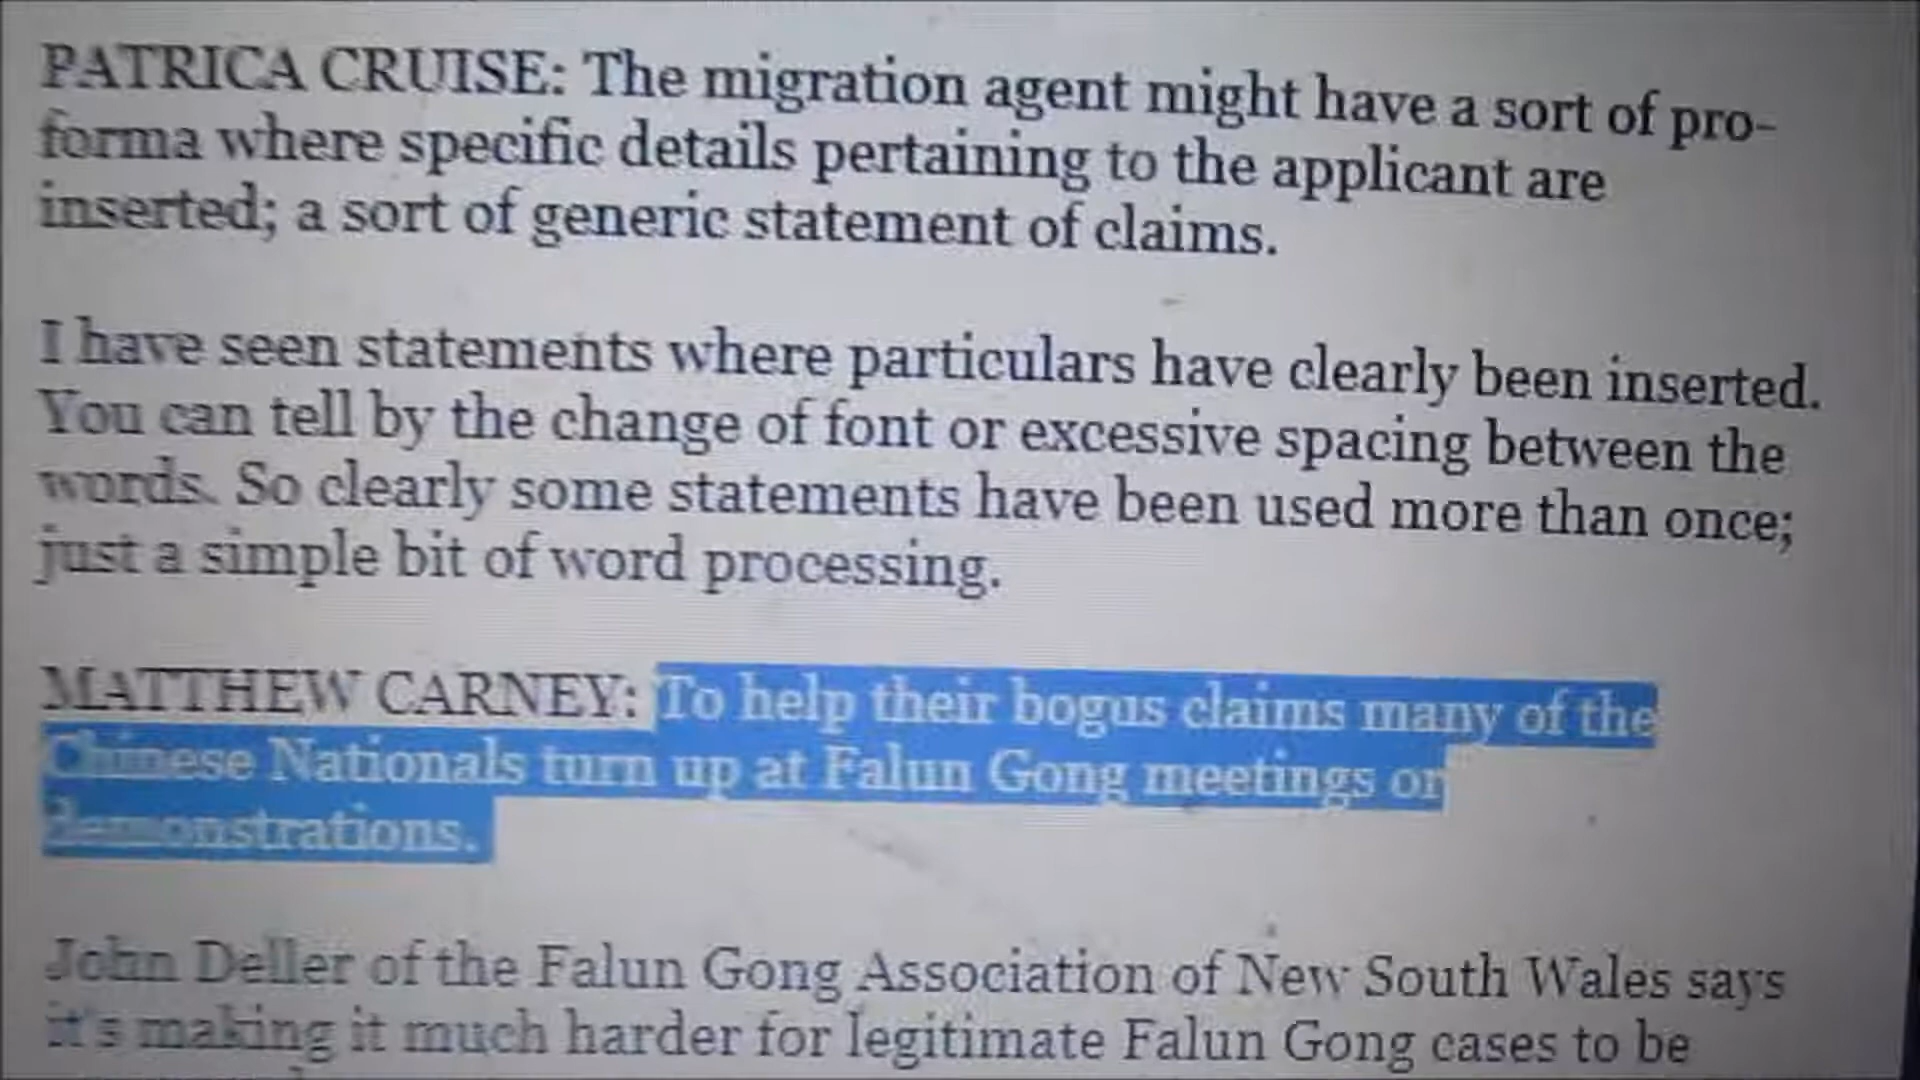 PATRICA CRUISE: The migration agent might have a sort of pro-
forma where specific details pertaining to the applicant are
inserted; a sort of generic statement of claims.
I have seen statements where particulars have clearly been inserted.
You can tell by the change of font or excessive spacing between the
words. So clearly some statements have been used more than once;
just a simple bit of word processing.
MATTHEW CARNEY: To help their bogus claims many of the
Chinese Nationals turn up at Falun Gong meetings or
demonstrations.
John Deller of the Falun Gong Association of New South Wales says
it's making it much harder for legitimate Falun Gong cases to be